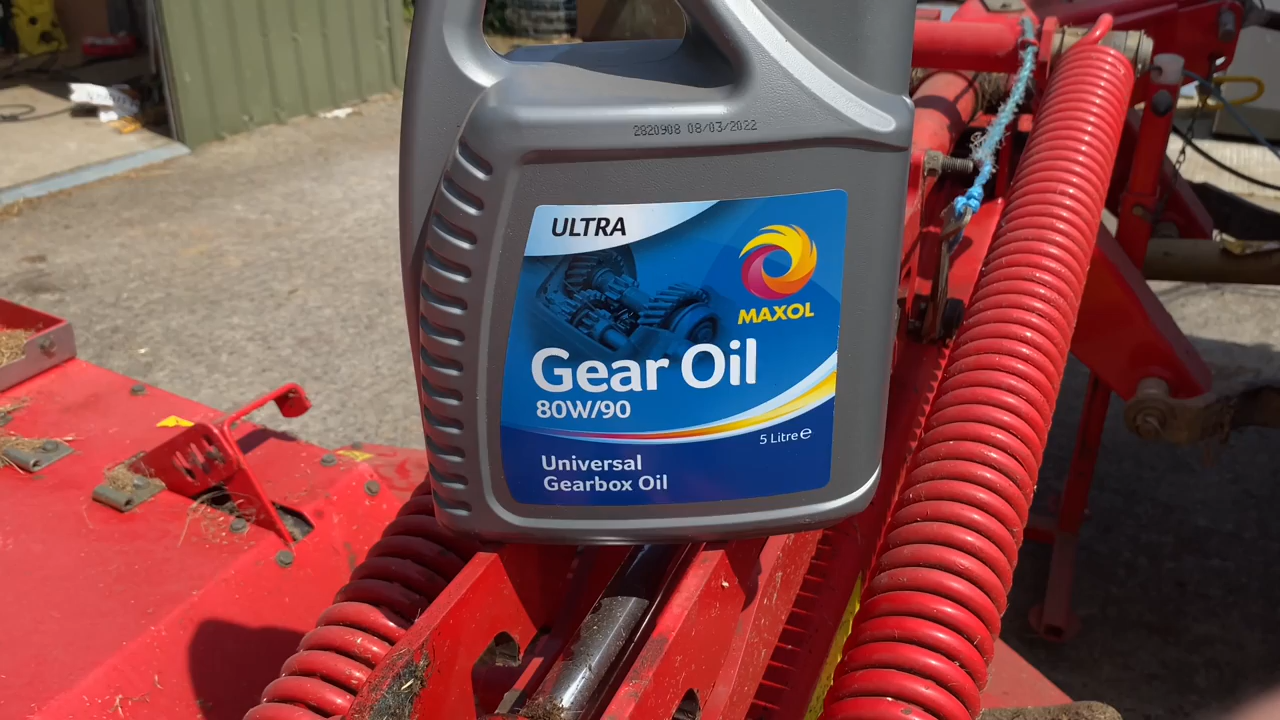 2820908 08/03/2022
ULTRA
MAXOL
Gear Oil
80W/90
5 Litre ℮
Universal
Gearbox Oil